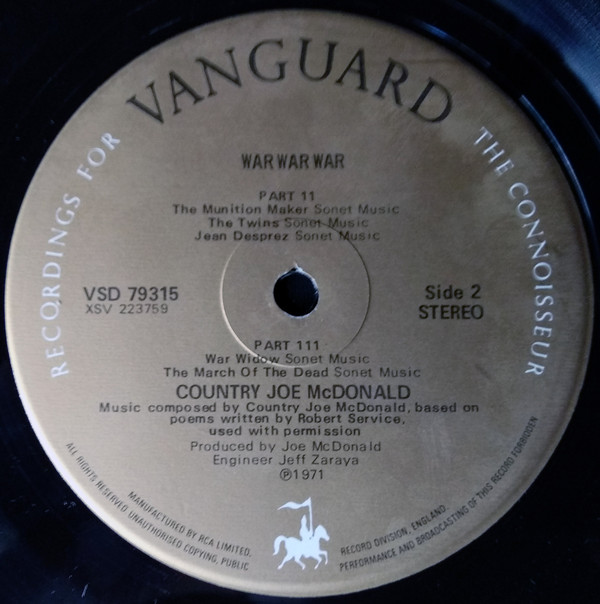 VANGUARD
RECORDINGS FOR THE CONNOISSEUR
WAR WAR WAR
PART 11
The Munition Maker Sonet Music
The Twins Sonet Music
Jean Desprez Sonet Music
VSD 79315
XSV 223759
Side 2
STEREO
PART 111
War Widow Sonet Music
The March Of The Dead Sonet Music
COUNTRY JOE McDONALD
Music composed by Country Joe McDonald, based on
poems written by Robert Service,
used with permission
Produced by Joe McDonald
Engineer Jeff Zaraya
℗1971
MANUFACTURED BY RCA LIMITED, RECORD DIVISION, ENGLAND.
ALL RIGHTS RESERVED. UNAUTHORISED COPYING, PUBLIC PERFORMANCE AND BROADCASTING OF THIS RECORD FORBIDDEN